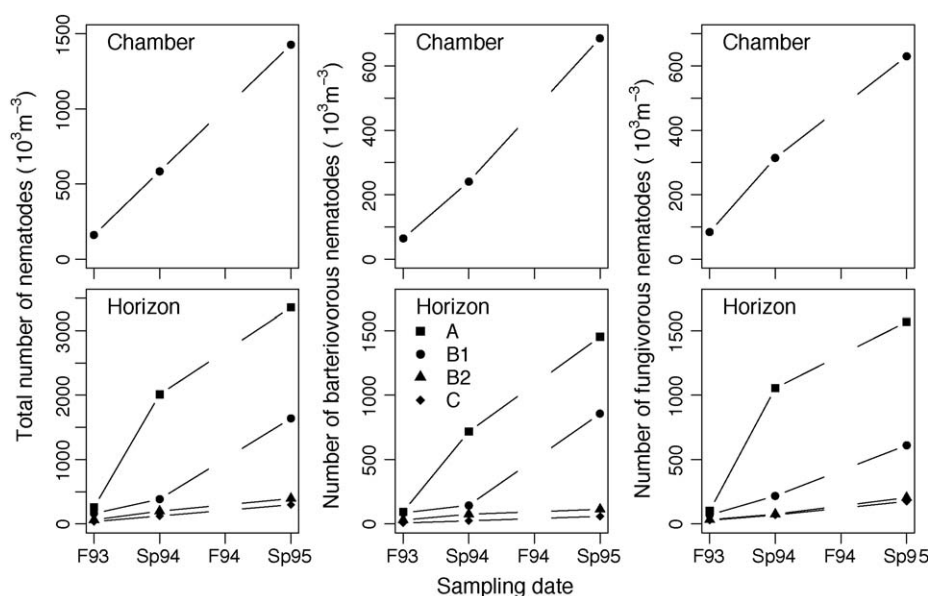 Total number of nematodes ( 10³m⁻³)
Chamber
1500
1000
500
0
Number of barteriovorous nematodes ( 10³m⁻³)
Chamber
600
400
200
0
Number of fungivorous nematodes ( 10³m⁻³)
Chamber
600
400
200
0
Horizon
3000
2000
1000
0
F93 Sp94 F94 Sp95
Horizon
A
B1
B2
C
1500
1000
500
0
F93 Sp94 F94 Sp95
Horizon
1500
1000
500
0
F93 Sp94 F94 Sp95
Sampling date